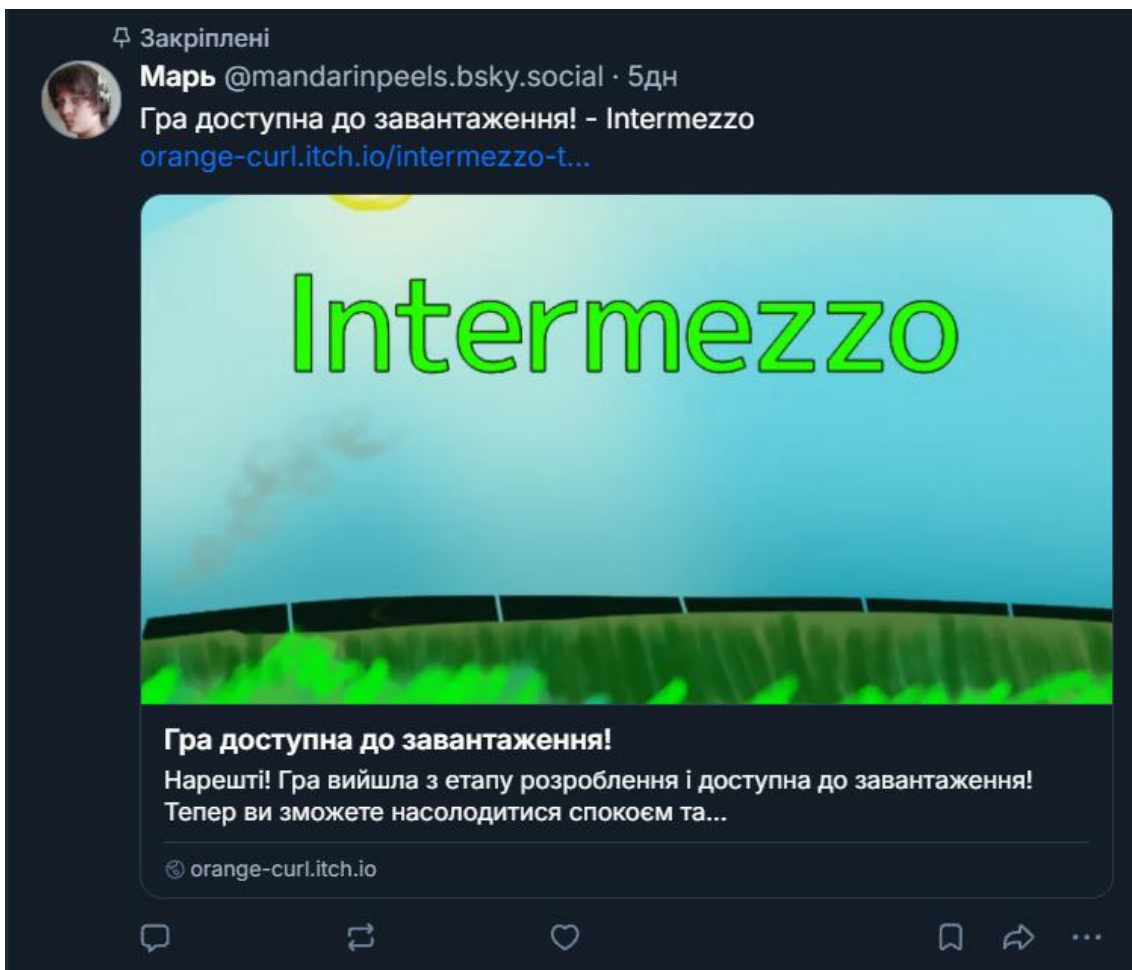 Закріплені
Марь @mandarinpeels.bsky.social · 5дн
Гра доступна до завантаження! - Intermezzo
orange-curl.itch.io/intermezzo-t...
Intermezzo
Гра доступна до завантаження!
Нарешті! Гра вийшла з етапу розроблення і доступна до завантаження!
Тепер ви зможете насолодитися спокоєм та...
orange-curl.itch.io